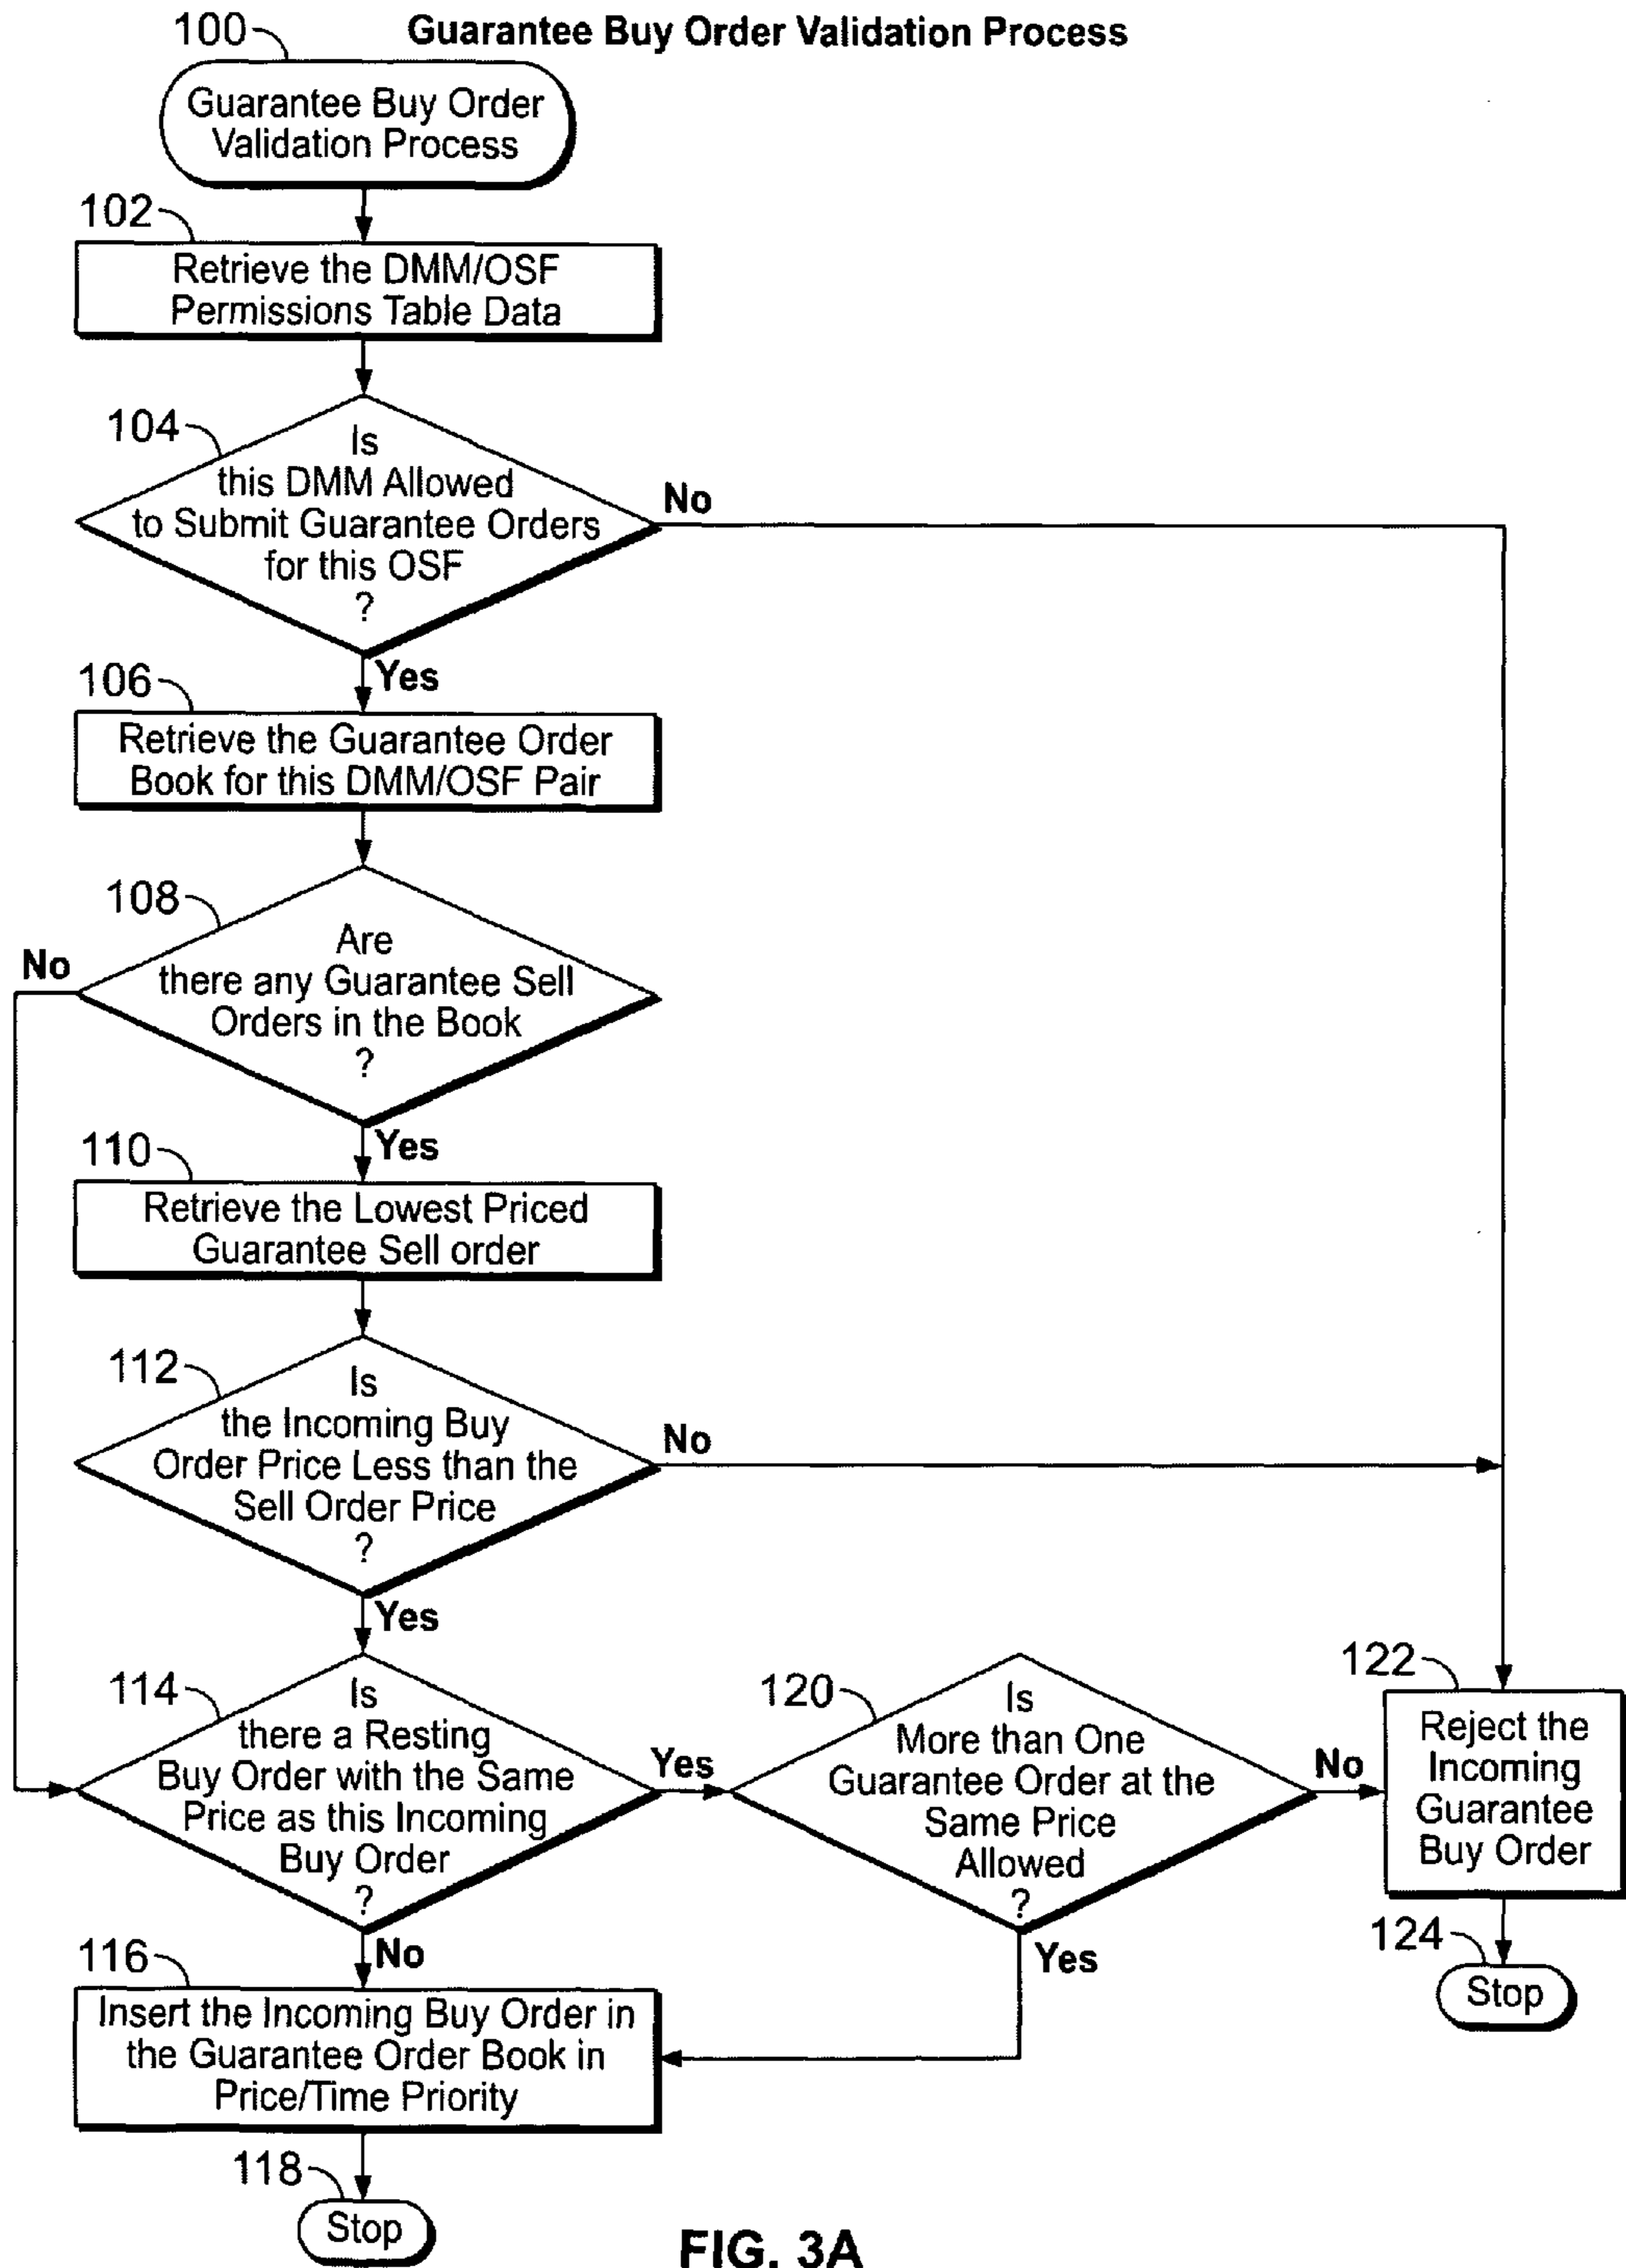 Guarantee Buy Order Validation Process
100
Guarantee Buy Order
Validation Process
102
Retrieve the DMM/OSF
Permissions Table Data
104
Is
this DMM Allowed
to Submit Guarantee Orders
for this OSF
?
No
Yes
106
Retrieve the Guarantee Order
Book for this DMM/OSF Pair
108
Are
there any Guarantee Sell
Orders in the Book
?
No
Yes
110
Retrieve the Lowest Priced
Guarantee Sell order
112
Is
the Incoming Buy
Order Price Less than the
Sell Order Price
?
No
Yes
114
Is
there a Resting
Buy Order with the Same
Price as this Incoming
Buy Order
?
Yes
No
120
Is
More than One
Guarantee Order at the
Same Price
Allowed
?
No
Yes
122
Reject the
Incoming
Guarantee
Buy Order
124
Stop
116
Insert the Incoming Buy Order in
the Guarantee Order Book in
Price/Time Priority
118
Stop
FIG. 3A